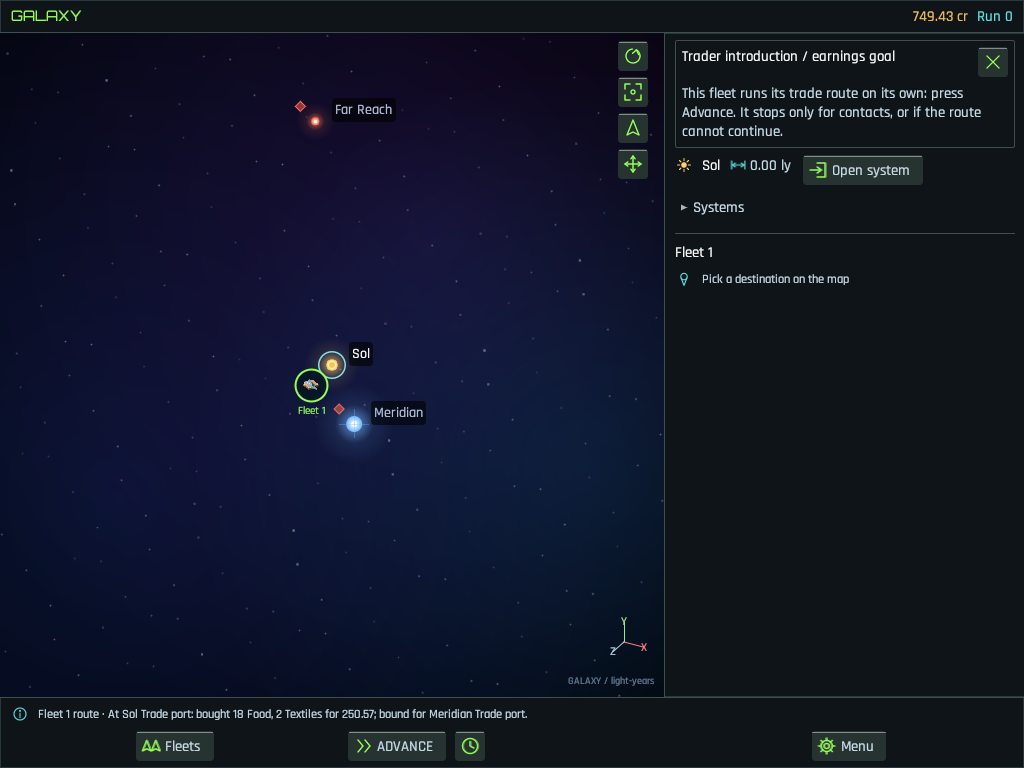 GALAXY
749.43 cr Run 0
Trader introduction / earnings goal
This fleet runs its trade route on its own: press
Advance. It stops only for contacts, or if the route
cannot continue.
Sol 0.00 ly Open system
Systems
Fleet 1
Pick a destination on the map
Far Reach
Sol
Fleet 1
Meridian
Y
Z X
GALAXY / light-years
Fleet 1 route · At Sol Trade port: bought 18 Food, 2 Textiles for 250.57; bound for Meridian Trade port.
Fleets ADVANCE Menu